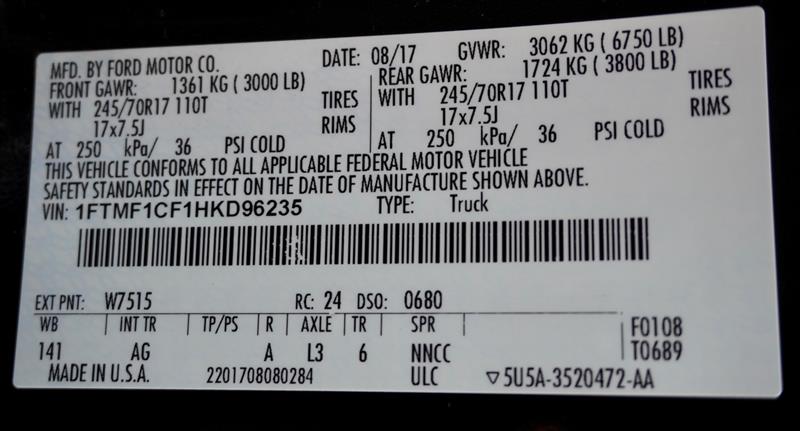 MFD. BY FORD MOTOR CO. DATE: 08/17 GVWR: 3062 KG ( 6750 LB)
FRONT GAWR: 1361 KG ( 3000 LB) REAR GAWR: 1724 KG ( 3800 LB)
WITH 245/70R17 110T TIRES WITH 245/70R17 110T TIRES
17x7.5J RIMS 17x7.5J RIMS
AT 250 kPa/ 36 PSI COLD AT 250 kPa/ 36 PSI COLD
THIS VEHICLE CONFORMS TO ALL APPLICABLE FEDERAL MOTOR VEHICLE
SAFETY STANDARDS IN EFFECT ON THE DATE OF MANUFACTURE SHOWN ABOVE.
VIN: 1FTMF1CF1HKD96235 TYPE: Truck
EXT PNT: W7515 RC: 24 DSO: 0680
WB | INT TR | TP/PS | R | AXLE | TR | SPR | F0108
141 AG A L3 6 NNCC T0689
MADE IN U.S.A. 2201708080284 ULC ▽5U5A-3520472-AA